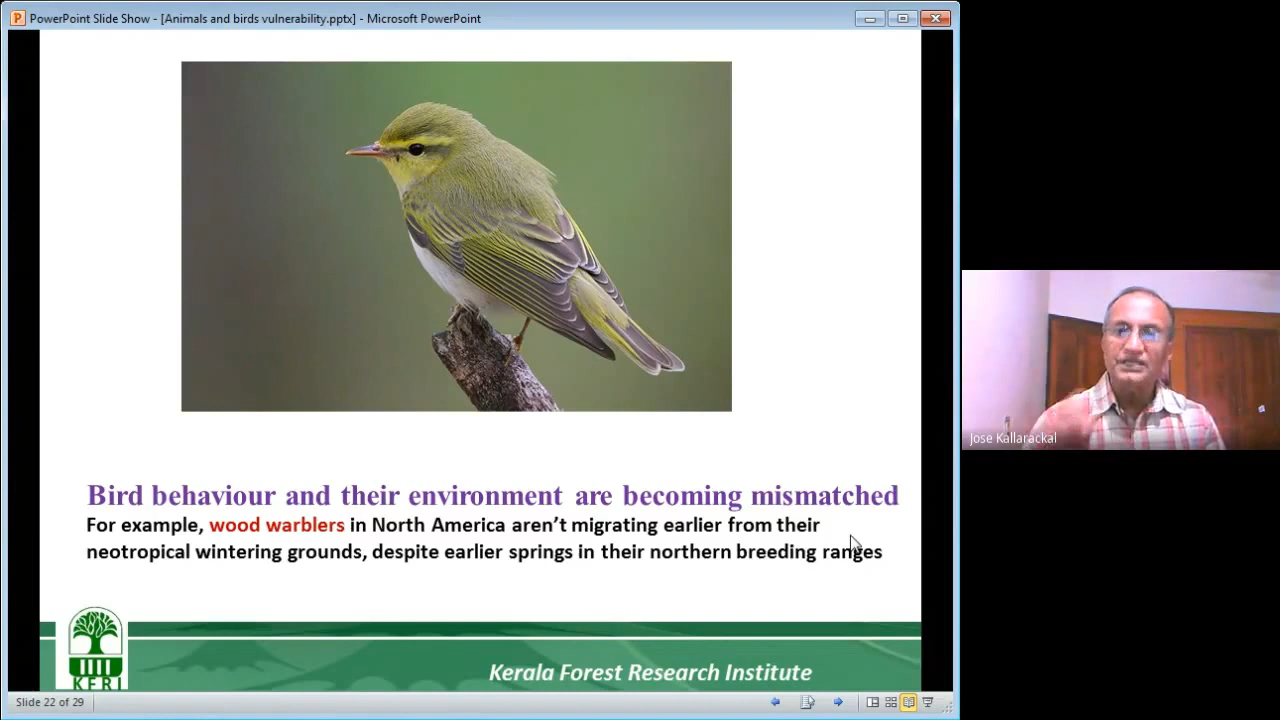 PowerPoint Slide Show - [Animals and birds vulnerability.pptx] - Microsoft PowerPoint
Jose Kallarackal
Bird behaviour and their environment are becoming mismatched
For example, wood warblers in North America aren’t migrating earlier from their
neotropical wintering grounds, despite earlier springs in their northern breeding ranges
KFRI
Kerala Forest Research Institute
Slide 22 of 29